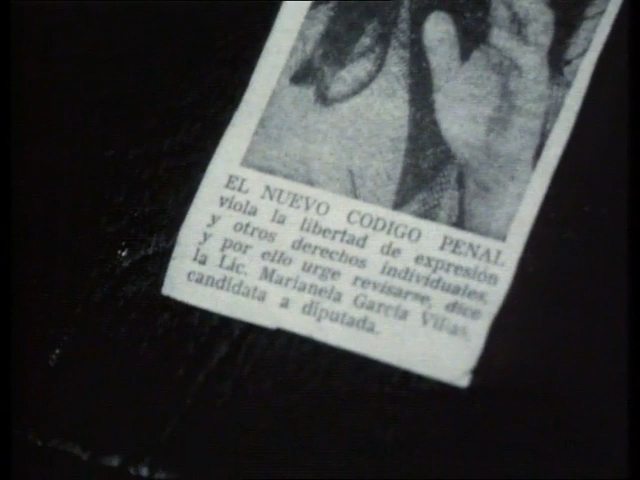 EL NUEVO CODIGO PENAL
viola la libertad de expresión
y otros derechos individuales,
y por ello urge revisarse, dice
la Lic. Marianela García Villas,
candidata a diputada.